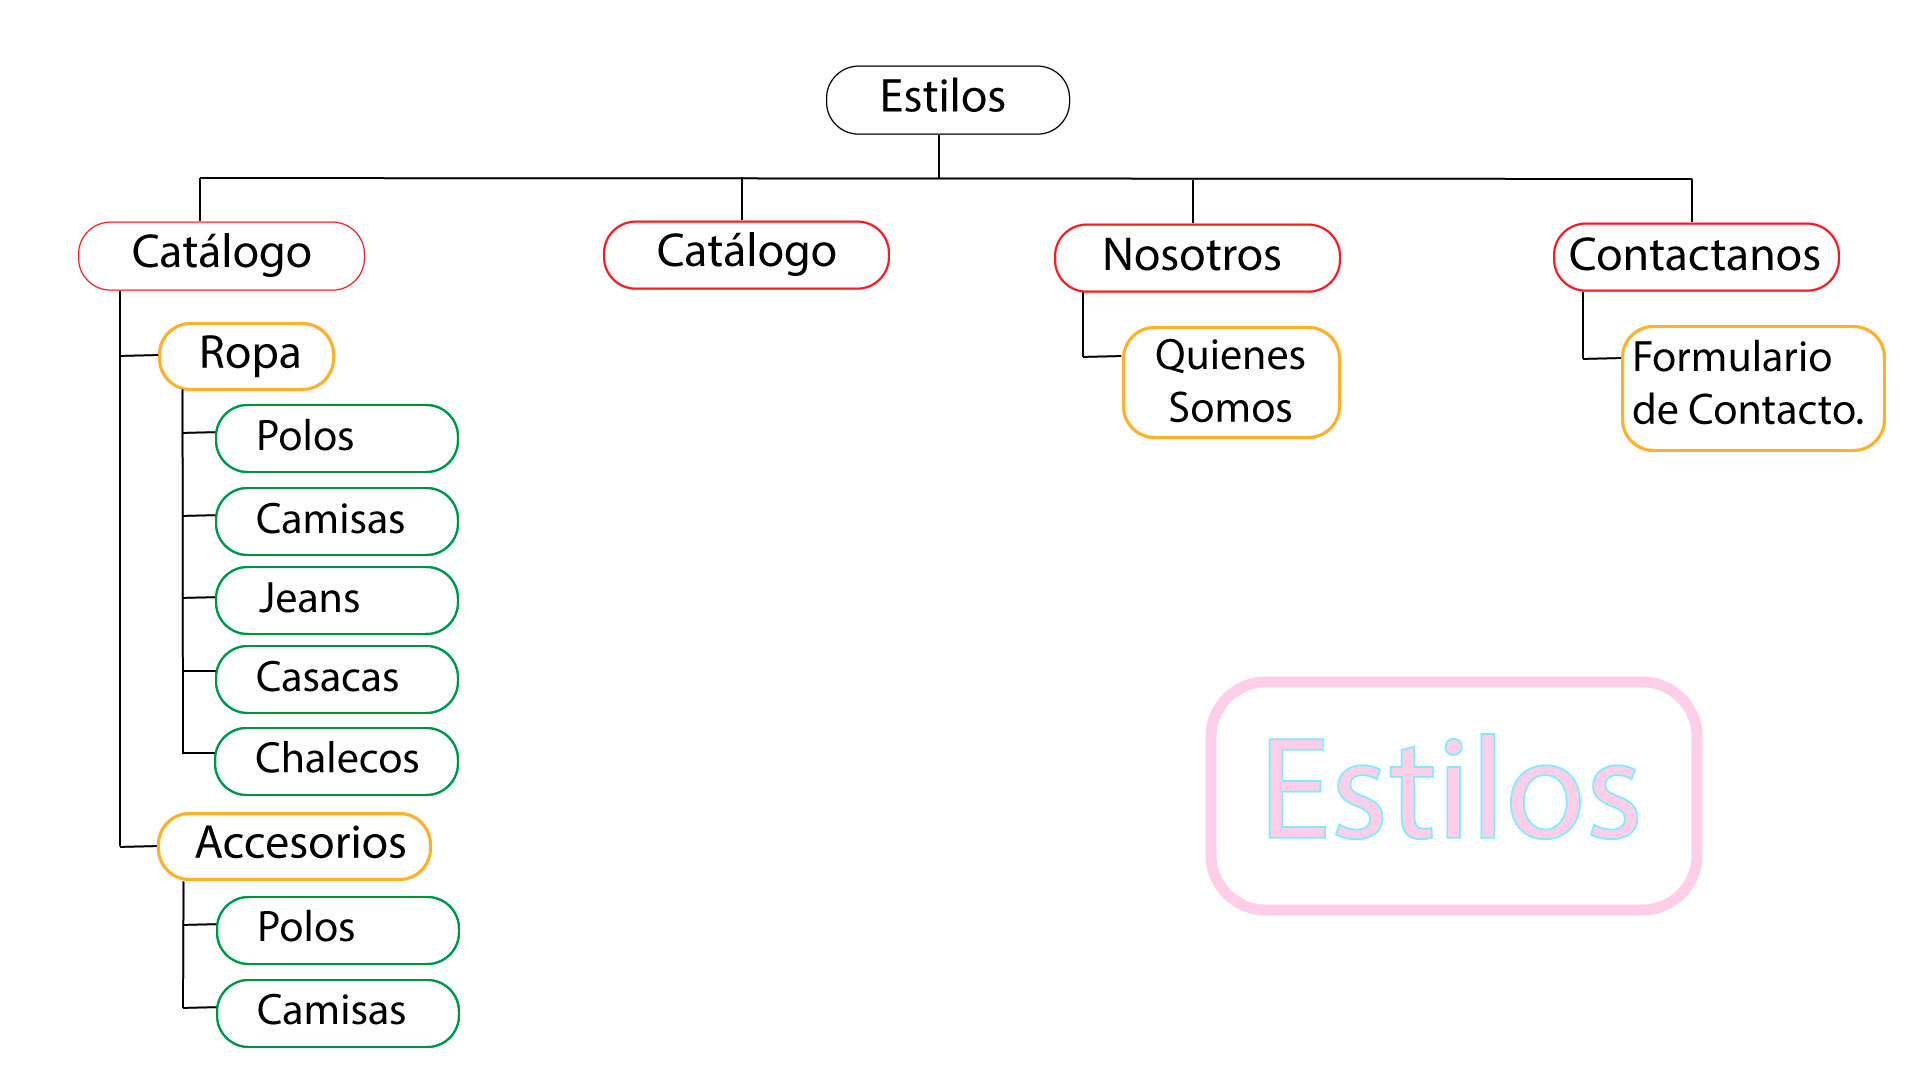 Estilos
Catálogo
Catálogo
Nosotros
Contactanos
Ropa
Polos
Camisas
Jeans
Casacas
Chalecos
Accesorios
Polos
Camisas
Quienes
Somos
Formulario
de Contacto.
Estilos